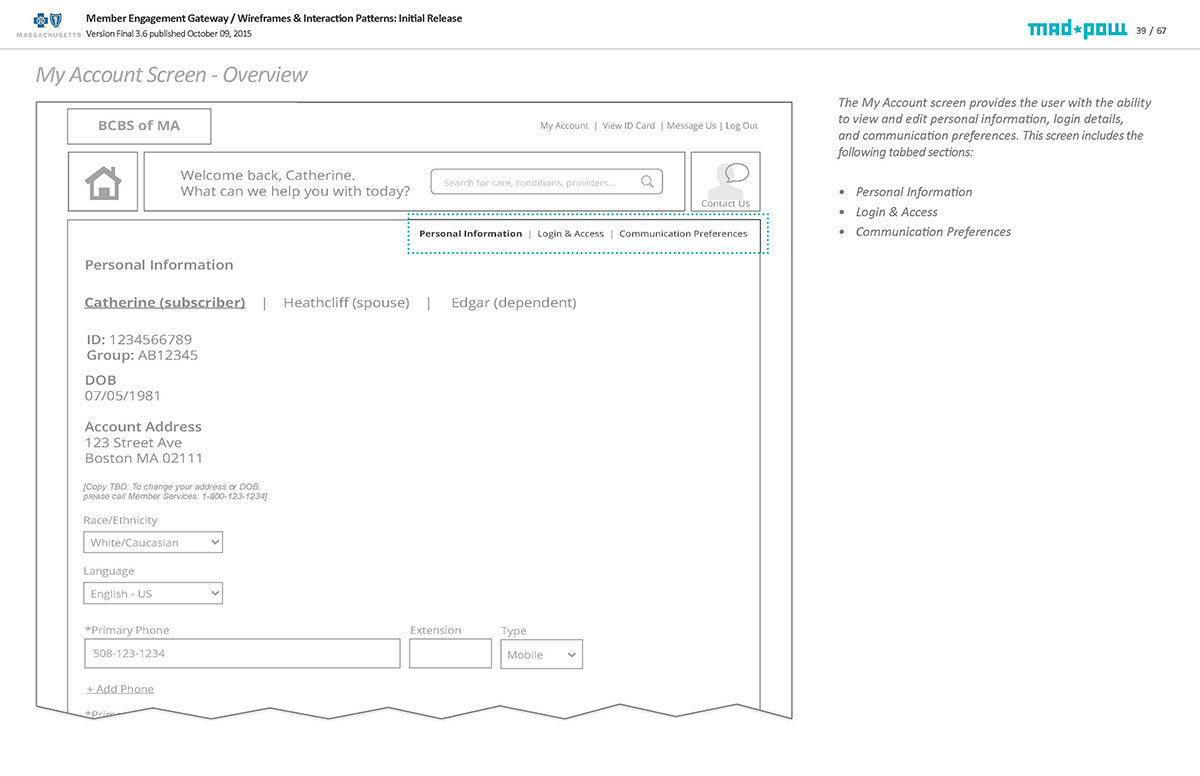 Member Engagement Gateway / Wireframes & Interaction Patterns: Initial Release
MASSACHUSETTS
Version Final 3.6 published October 09, 2015
mad*pow
39 / 67
My Account Screen - Overview
BCBS of MA
My Account | View ID Card | Message Us | Log Out
Welcome back, Catherine.
What can we help you with today?
Search for care, conditions, providers...
Contact Us
Personal Information | Login & Access | Communication Preferences
Personal Information
Catherine (subscriber) | Heathcliff (spouse) | Edgar (dependent)
ID: 1234566789
Group: AB12345
DOB
07/05/1981
Account Address
123 Street Ave
Boston MA 02111
[Copy TBD: To change your address or DOB,
please call Member Services: 1-800-123-1234]
Race/Ethnicity
White/Caucasian
Language
English - US
*Primary Phone
Extension
Type
508-123-1234
Mobile
+ Add Phone
The My Account screen provides the user with the ability
to view and edit personal information, login details,
and communication preferences. This screen includes the
following tabbed sections:
• Personal Information
• Login & Access
• Communication Preferences